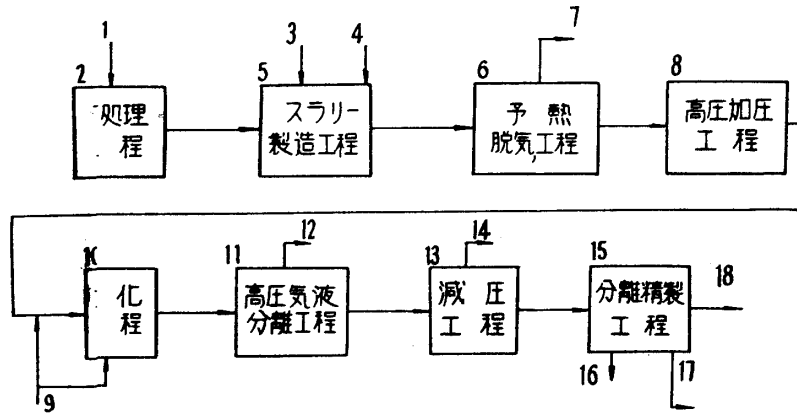 1
2
処理
程
3
4
5
スラリー
製造工程
6
予熱
脱気工程
7
8
高圧加圧
工程
9
化
程
11
高圧気液
分離工程
12
13
減圧
工程
14
15
分離精製
工程
16
17
18